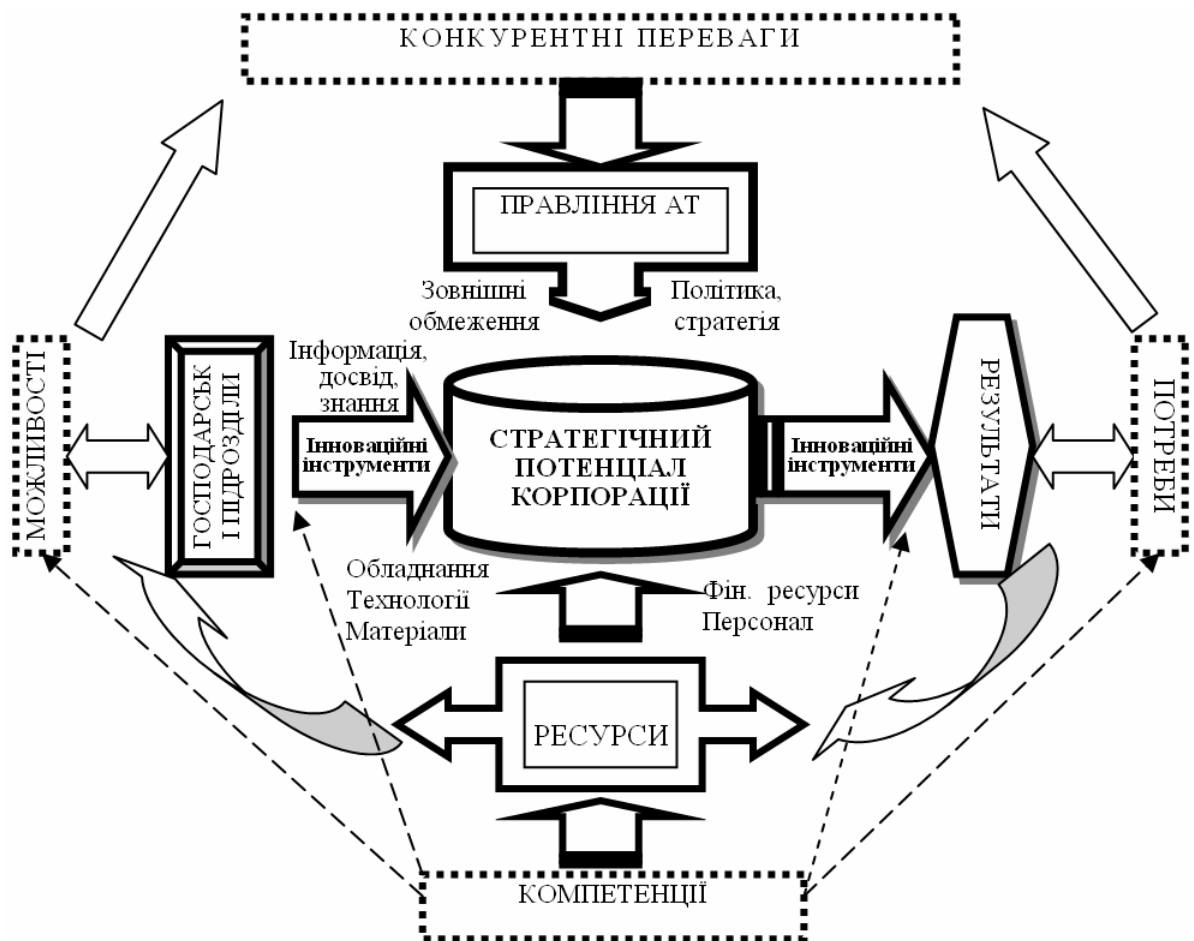 КОНКУРЕНТНІ ПЕРЕВАГИ
ПРАВЛІННЯ АТ
Зовнішні
обмеження
Політика,
стратегія
МОЖЛИВОСТІ
ГОСПОДАРСЬК
І ПІДРОЗДІЛИ
Інформація,
досвід,
знання
Інноваційні
інструменти
СТРАТЕГІЧНИЙ
ПОТЕНЦІАЛ
КОРПОРАЦІЇ
Інноваційні
інструменти
РЕЗУЛЬТАТИ
ПОТРЕБИ
Обладнання
Технології
Матеріали
Фін. ресурси
Персонал
РЕСУРСИ
КОМПЕТЕНЦІЇ